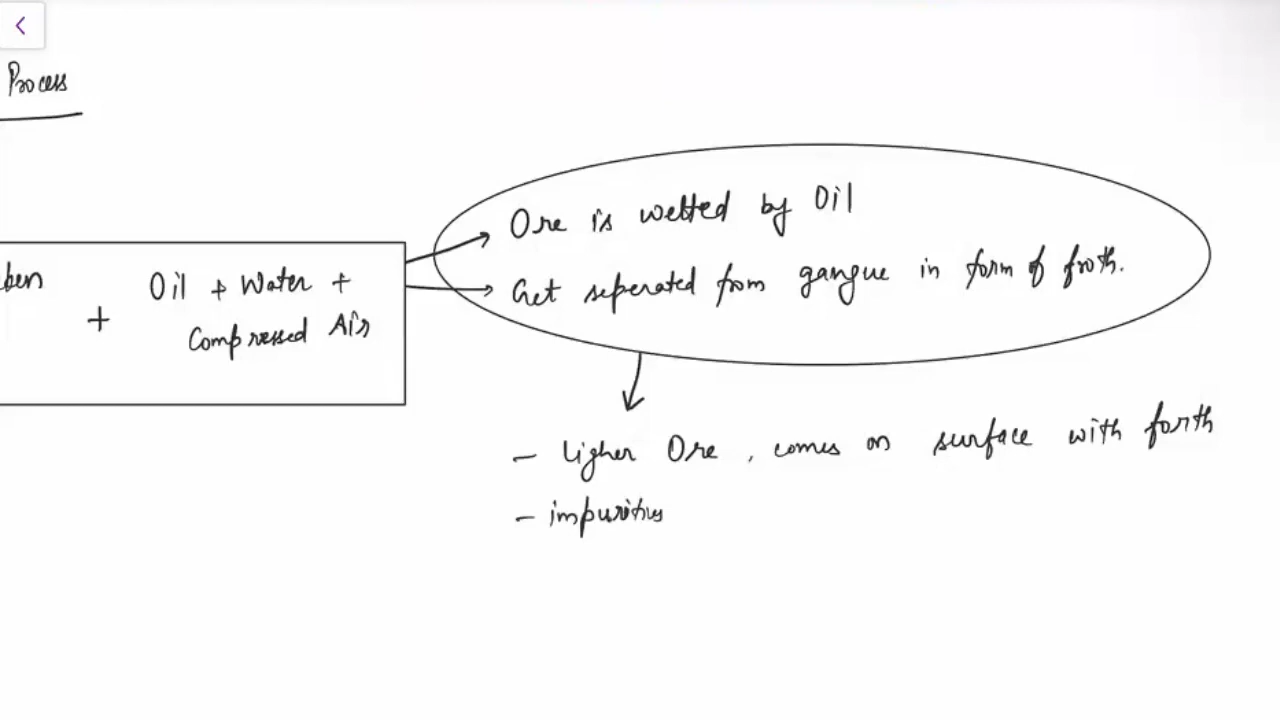 Process
Ore is wetted by Oil
Get seperated from gangue in form of froth.
Oil + Water +
+
Compressed Air
- ligher Ore, comes on surface with forth
- impurities